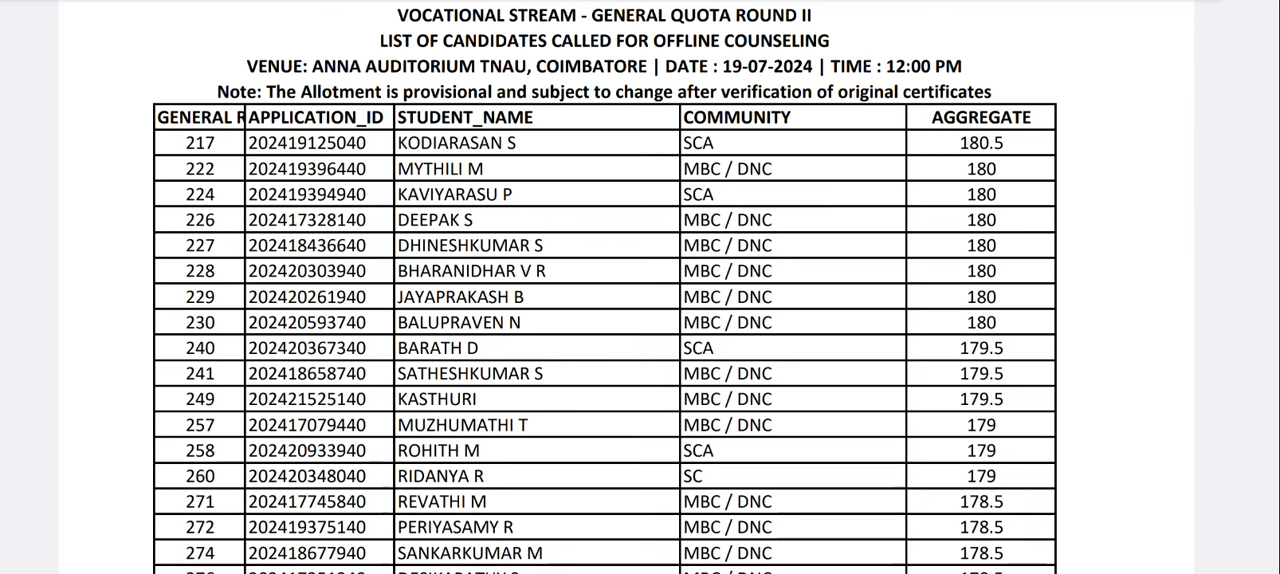 VOCATIONAL STREAM - GENERAL QUOTA ROUND II
LIST OF CANDIDATES CALLED FOR OFFLINE COUNSELING
VENUE: ANNA AUDITORIUM TNAU, COIMBATORE | DATE : 19-07-2024 | TIME : 12:00 PM
Note: The Allotment is provisional and subject to change after verification of original certificates
GENERAL R APPLICATION_ID STUDENT_NAME COMMUNITY AGGREGATE
217 202419125040 KODIARASAN S SCA 180.5
222 202419396440 MYTHILI M MBC / DNC 180
224 202419394940 KAVIYARASU P SCA 180
226 202417328140 DEEPAK S MBC / DNC 180
227 202418436640 DHINESHKUMAR S MBC / DNC 180
228 202420303940 BHARANIDHAR V R MBC / DNC 180
229 202420261940 JAYAPRAKASH B MBC / DNC 180
230 202420593740 BALUPRAVEN N MBC / DNC 180
240 202420367340 BARATH D SCA 179.5
241 202418658740 SATHESHKUMAR S MBC / DNC 179.5
249 202421525140 KASTHURI MBC / DNC 179.5
257 202417079440 MUZHUMATHI T MBC / DNC 179
258 202420933940 ROHITH M SCA 179
260 202420348040 RIDANYA R SC 179
271 202417745840 REVATHI M MBC / DNC 178.5
272 202419375140 PERIYASAMY R MBC / DNC 178.5
274 202418677940 SANKARKUMAR M MBC / DNC 178.5